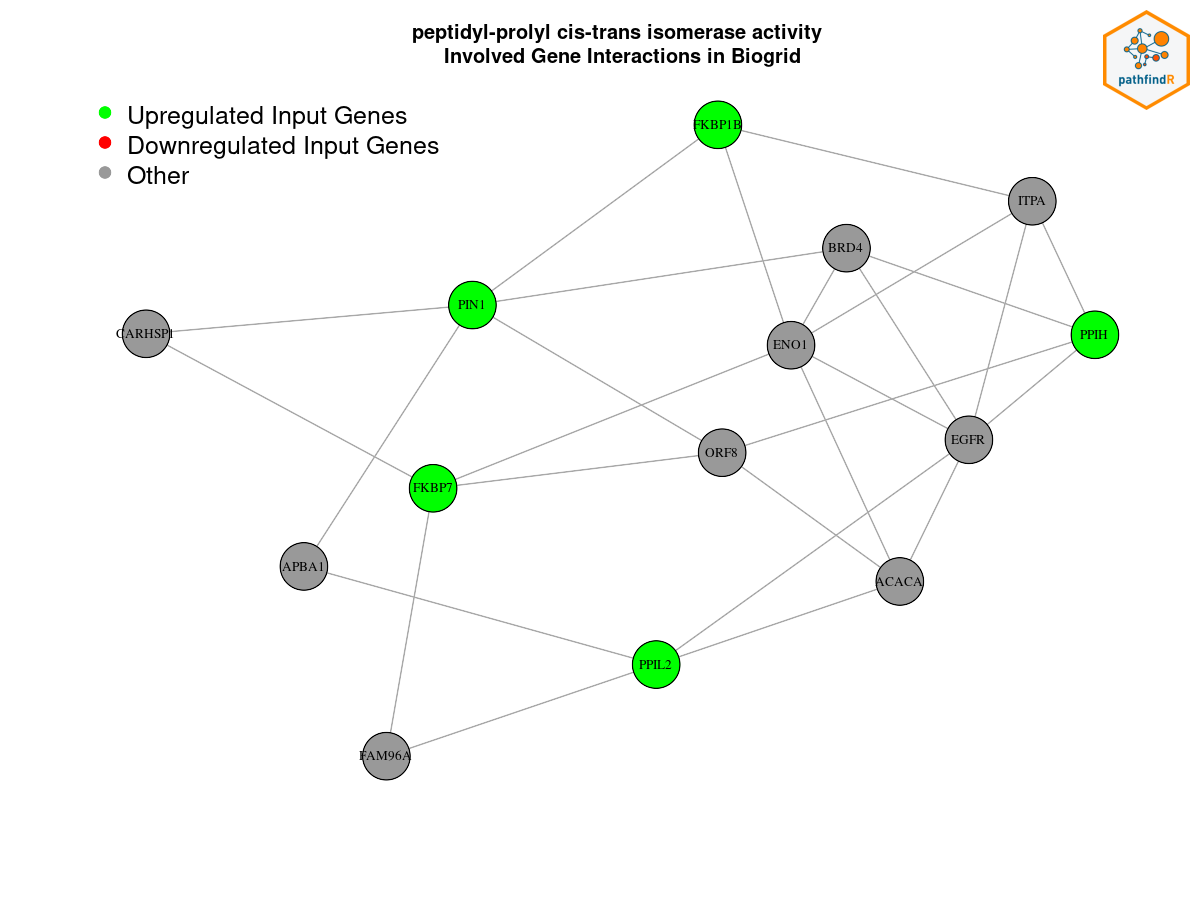 peptidyl-prolyl cis-trans isomerase activity
Involved Gene Interactions in Biogrid
pathfindR
Upregulated Input Genes
Downregulated Input Genes
Other
FKBP1B
ITPA
BRD4
PIN1
CARHSP1
PPIH
ENO1
EGFR
ORF8
FKBP7
APBA1
ACACA
PPIL2
FAM96A